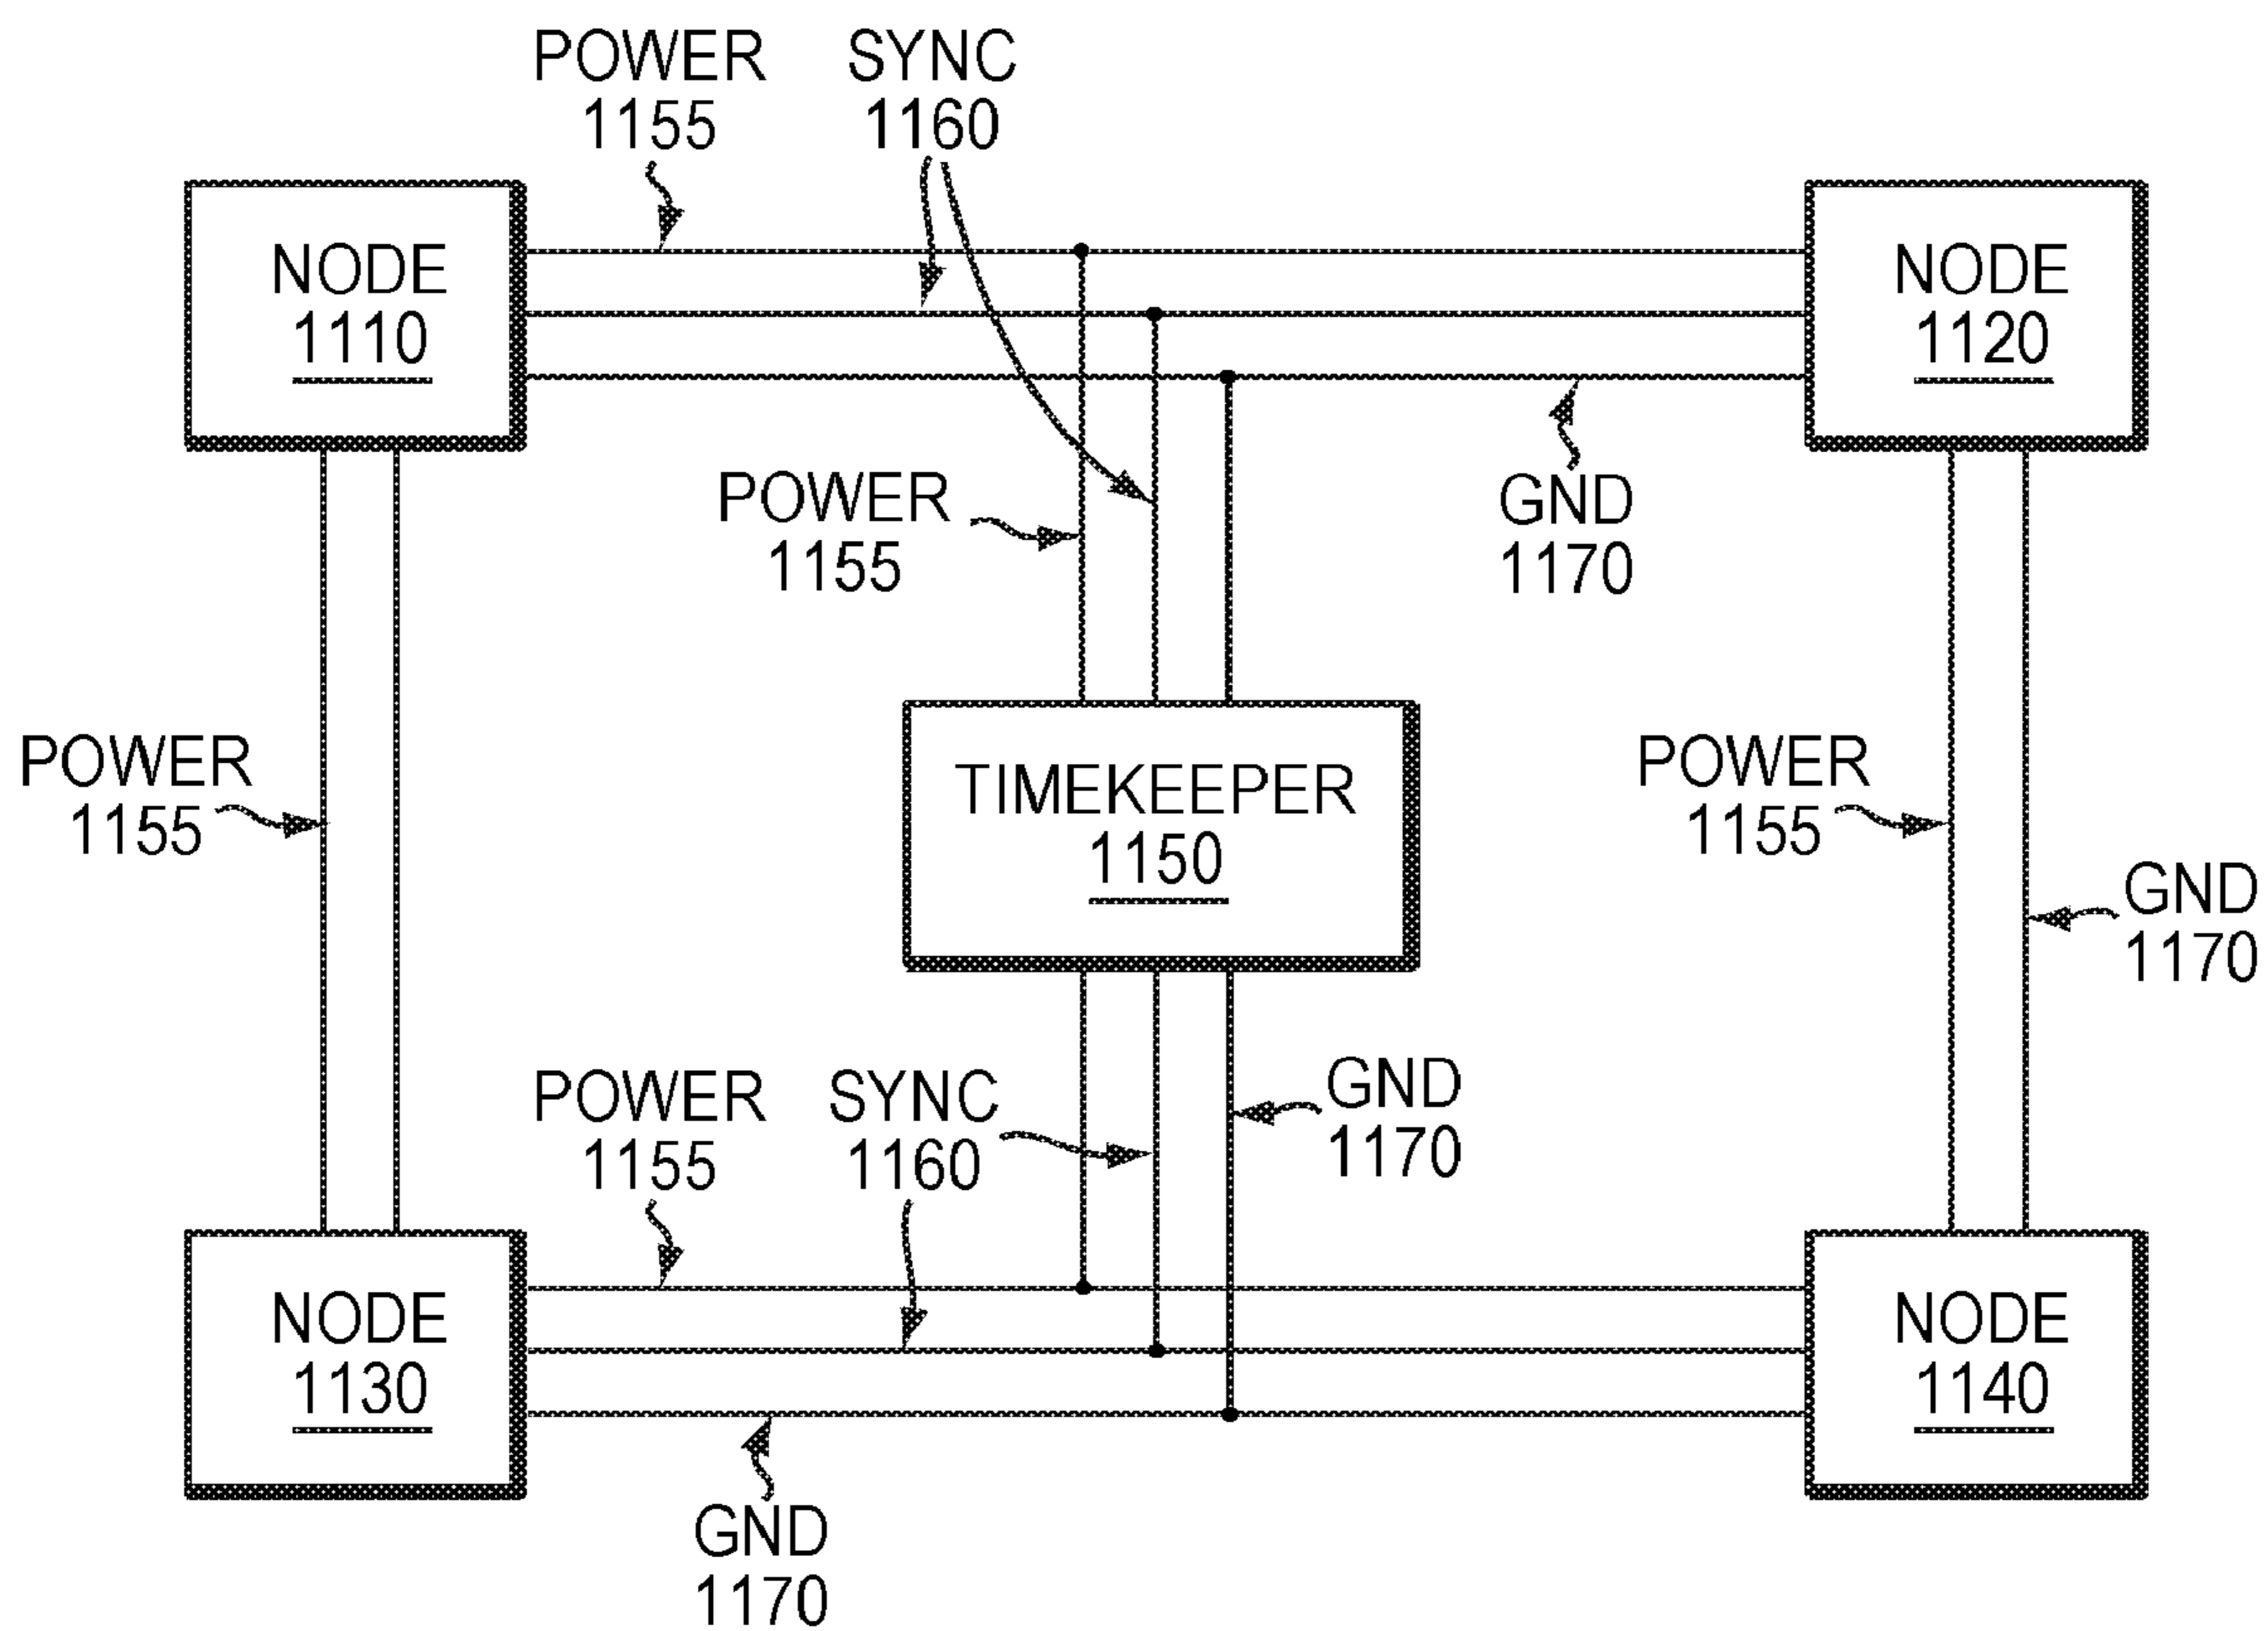 POWER
1155
SYNC
1160
NODE
1110
NODE
1120
POWER
1155
GND
1170
POWER
1155
TIMEKEEPER
1150
POWER
1155
GND
1170
POWER
1155
SYNC
1160
GND
1170
NODE
1130
NODE
1140
GND
1170